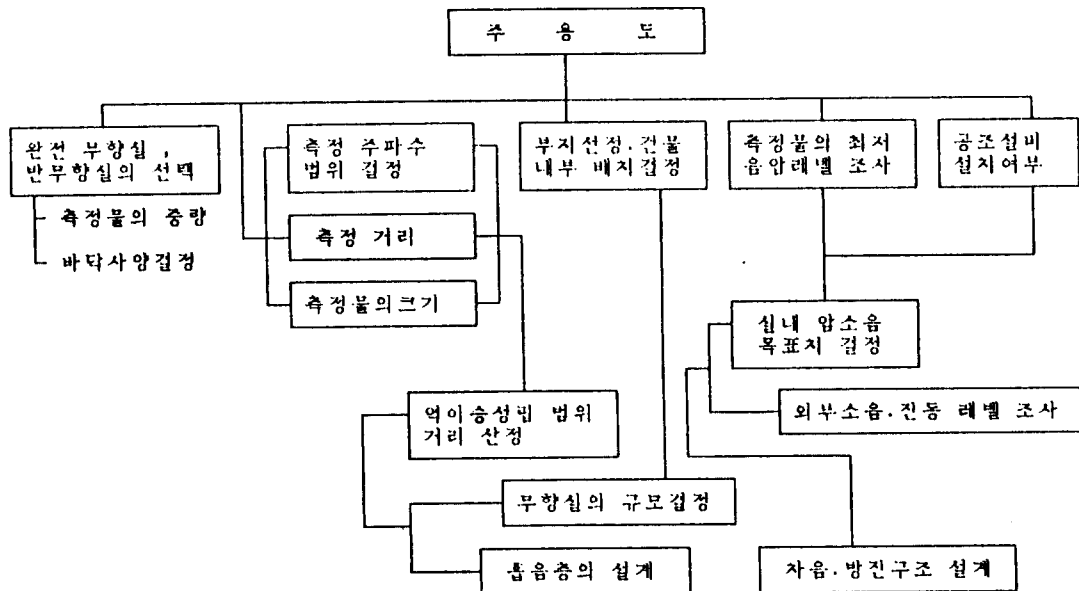 주 용 도
완전 무향실,
반무향실의 선택
측정물의 중량
바닥사양결정
측정 주파수
범위 결정
측정 거리
측정물의크기
부지선정.건물
내부 배치결정
측정물의 최저
음압레벨 조사
공조설비
설치여부
실내 암소음
목표치 결정
외부소음.진동 레벨 조사
역이승성립 범위
거리 산정
무향실의 규모결정
흡음층의 설계
차음.방진구조 설계